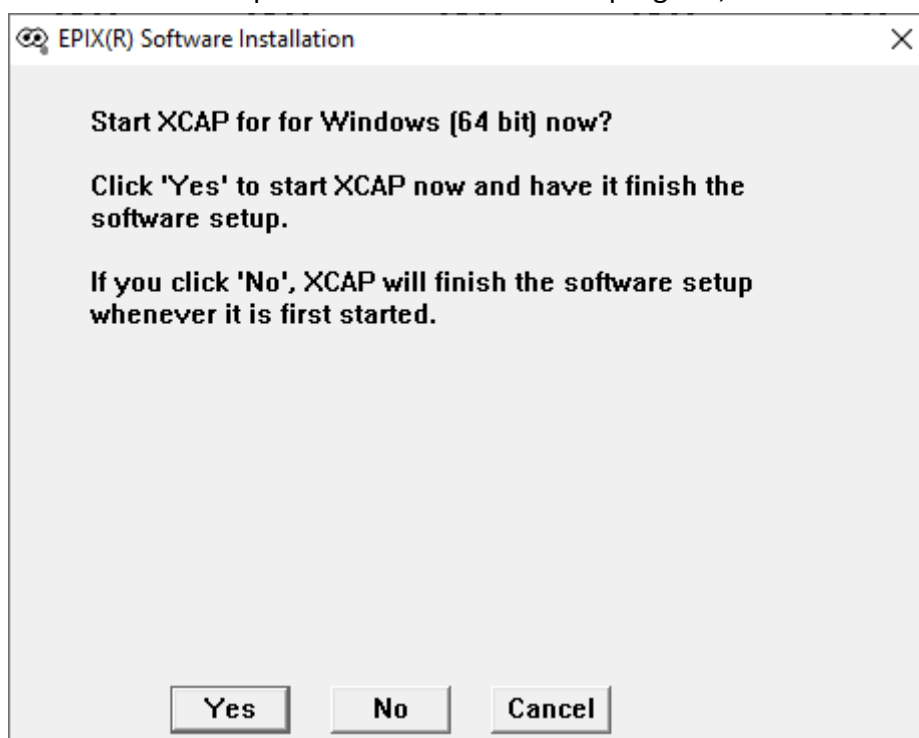 EPIX(R) Software Installation
Start XCAP for for Windows (64 bit) now?
Click 'Yes' to start XCAP now and have it finish the
software setup.
If you click 'No', XCAP will finish the software setup
whenever it is first started.
Yes No Cancel